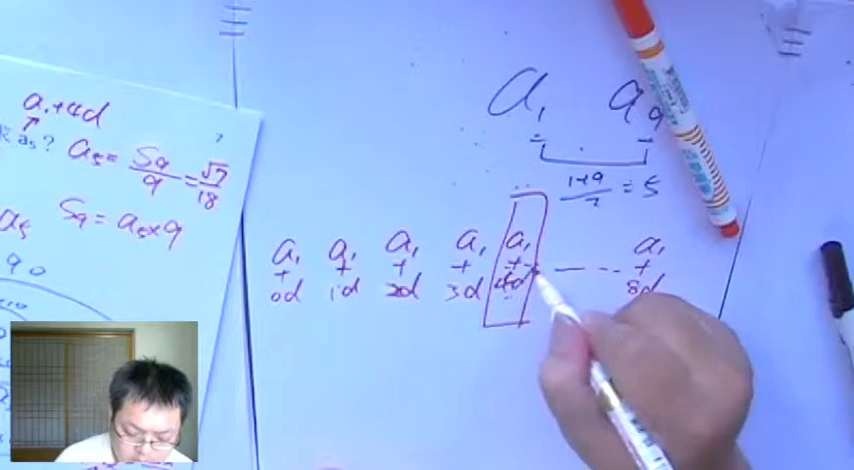 a₁+4d
a₅?
a₅= S₉/9 = √7/18
S₉= a₅×9
a₅
90
a₁ a₉
(1+9)/2 = 5
a₁ a₁ a₁ a₁ a₁ a₁
+ + + + + — - - +
0d 1d 2d 3d 4d 8d